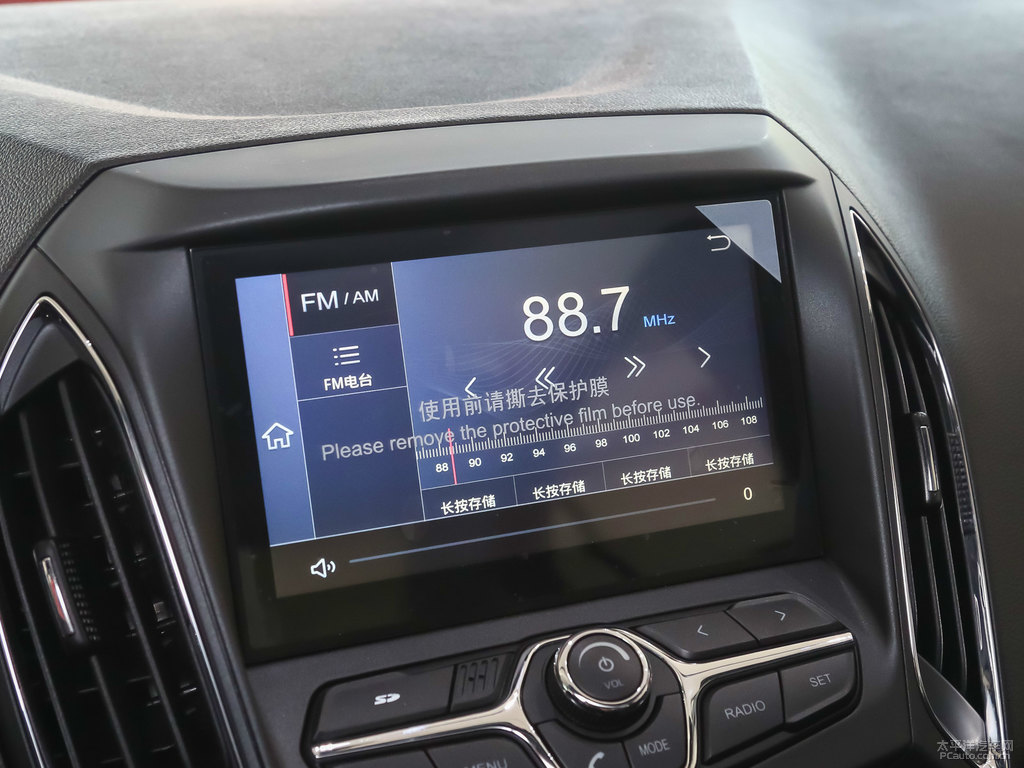 FM / AM
88.7 MHz
FM电台
使用前请撕去保护膜
Please remove the protective film before use.
88 90 92 94 96 98 100 102 104 106 108
长按存储 长按存储 长按存储 长按存储
0
VOL
SET
RADIO
MODE
MENU
太平洋汽车网
PCauto.com.cn